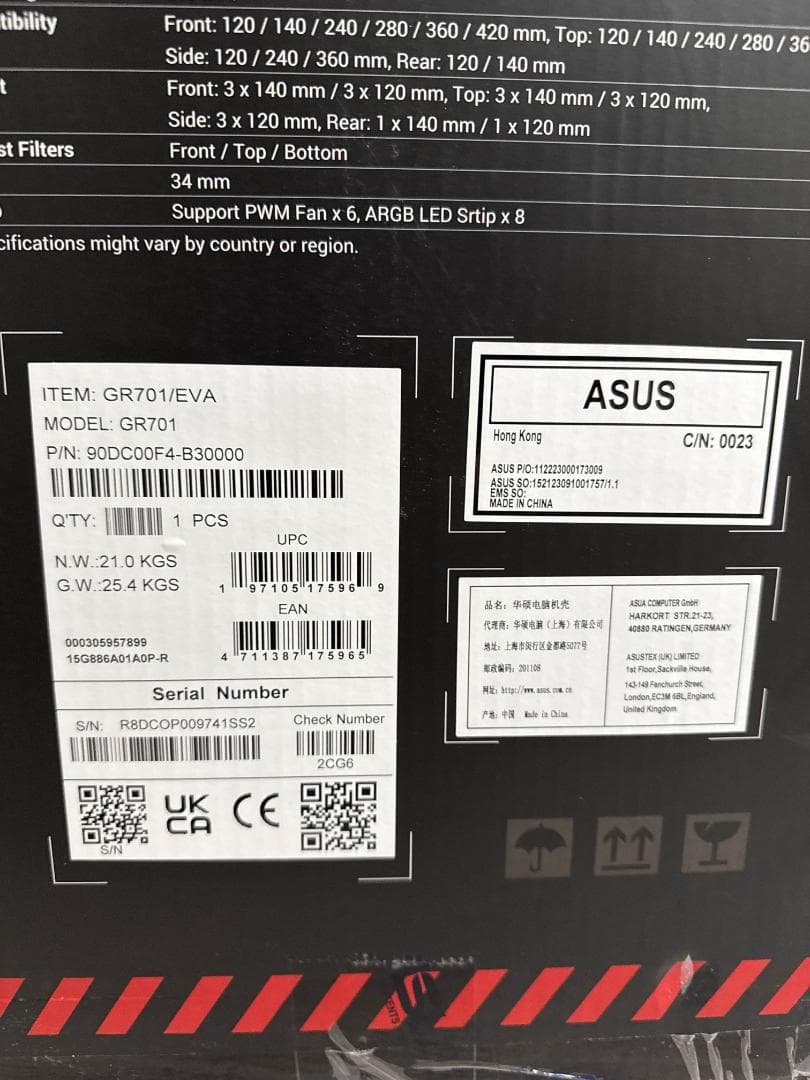 tibility
Front: 120 / 140 / 240 / 280 / 360 / 420 mm, Top: 120 / 140 / 240 / 280 / 36
Side: 120 / 240 / 360 mm, Rear: 120 / 140 mm
t
Front: 3 x 140 mm / 3 x 120 mm, Top: 3 x 140 mm / 3 x 120 mm,
Side: 3 x 120 mm, Rear: 1 x 140 mm / 1 x 120 mm
st Filters
Front / Top / Bottom
34 mm
Support PWM Fan x 6, ARGB LED Srtip x 8
cifications might vary by country or region.
ITEM: GR701/EVA
MODEL: GR701
P/N: 90DC00F4-B30000
Q'TY: 1 PCS
UPC
N.W.:21.0 KGS
G.W.:25.4 KGS
1 97105 17596 9
EAN
000305957899
15G886A01A0P-R
4 711387 175965
Serial Number
S/N: R8DCOP009741SS2
Check Number
2CG6
UK
CA
CE
S/N
ASUS
Hong Kong
C/N: 0023
ASUS P/O:112223000173009
ASUS SO:152123091001757/1.1
EMS SO:
MADE IN CHINA
品名: 华硕电脑机壳
代理商: 华硕电脑(上海)有限公司
地址: 上海市闵行区金都路5077号
邮政编码: 201108
网址: http://www.asus.com.cn
产地: 中国 Made in China
ASUA COMPUTER GmbH
HARKORT STR.21-23,
40880 RATINGEN,GERMANY
ASUSTEX (UK) LIMITED
1st Floor,Sackville House,
143-149 Fenchurch Street,
London,EC3M 6BL,England,
United Kingdom